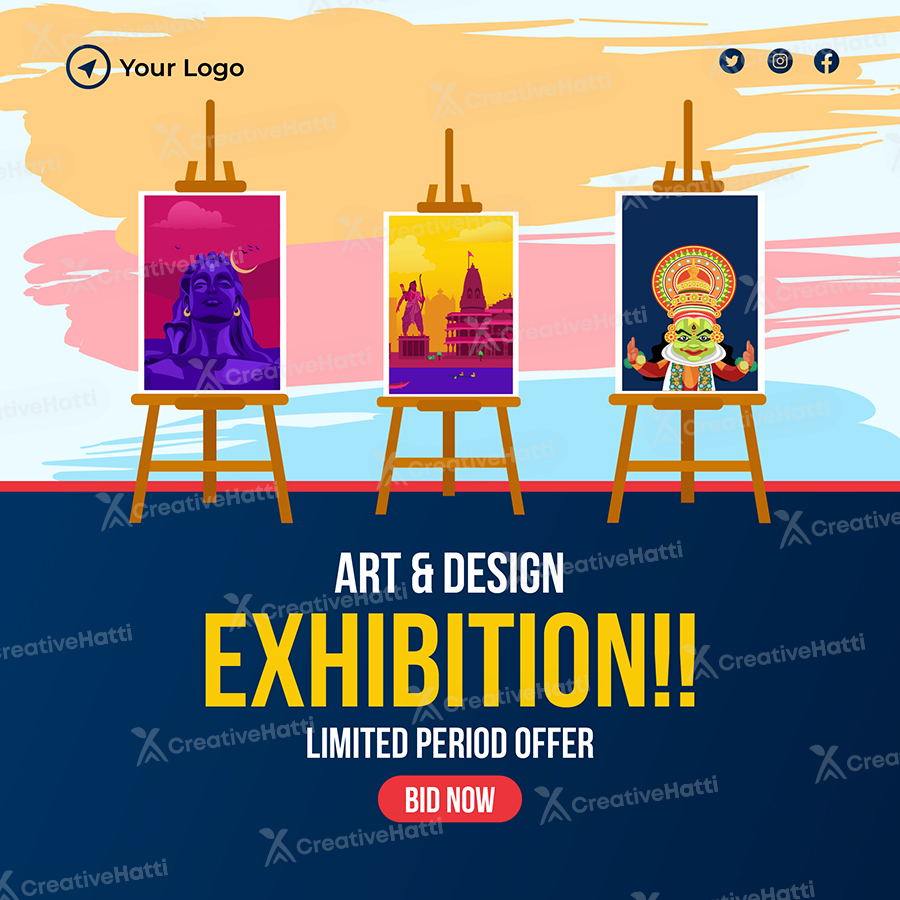 Your Logo
ART & DESIGN
EXHIBITION!!
LIMITED PERIOD OFFER
BID NOW
CreativeHatti